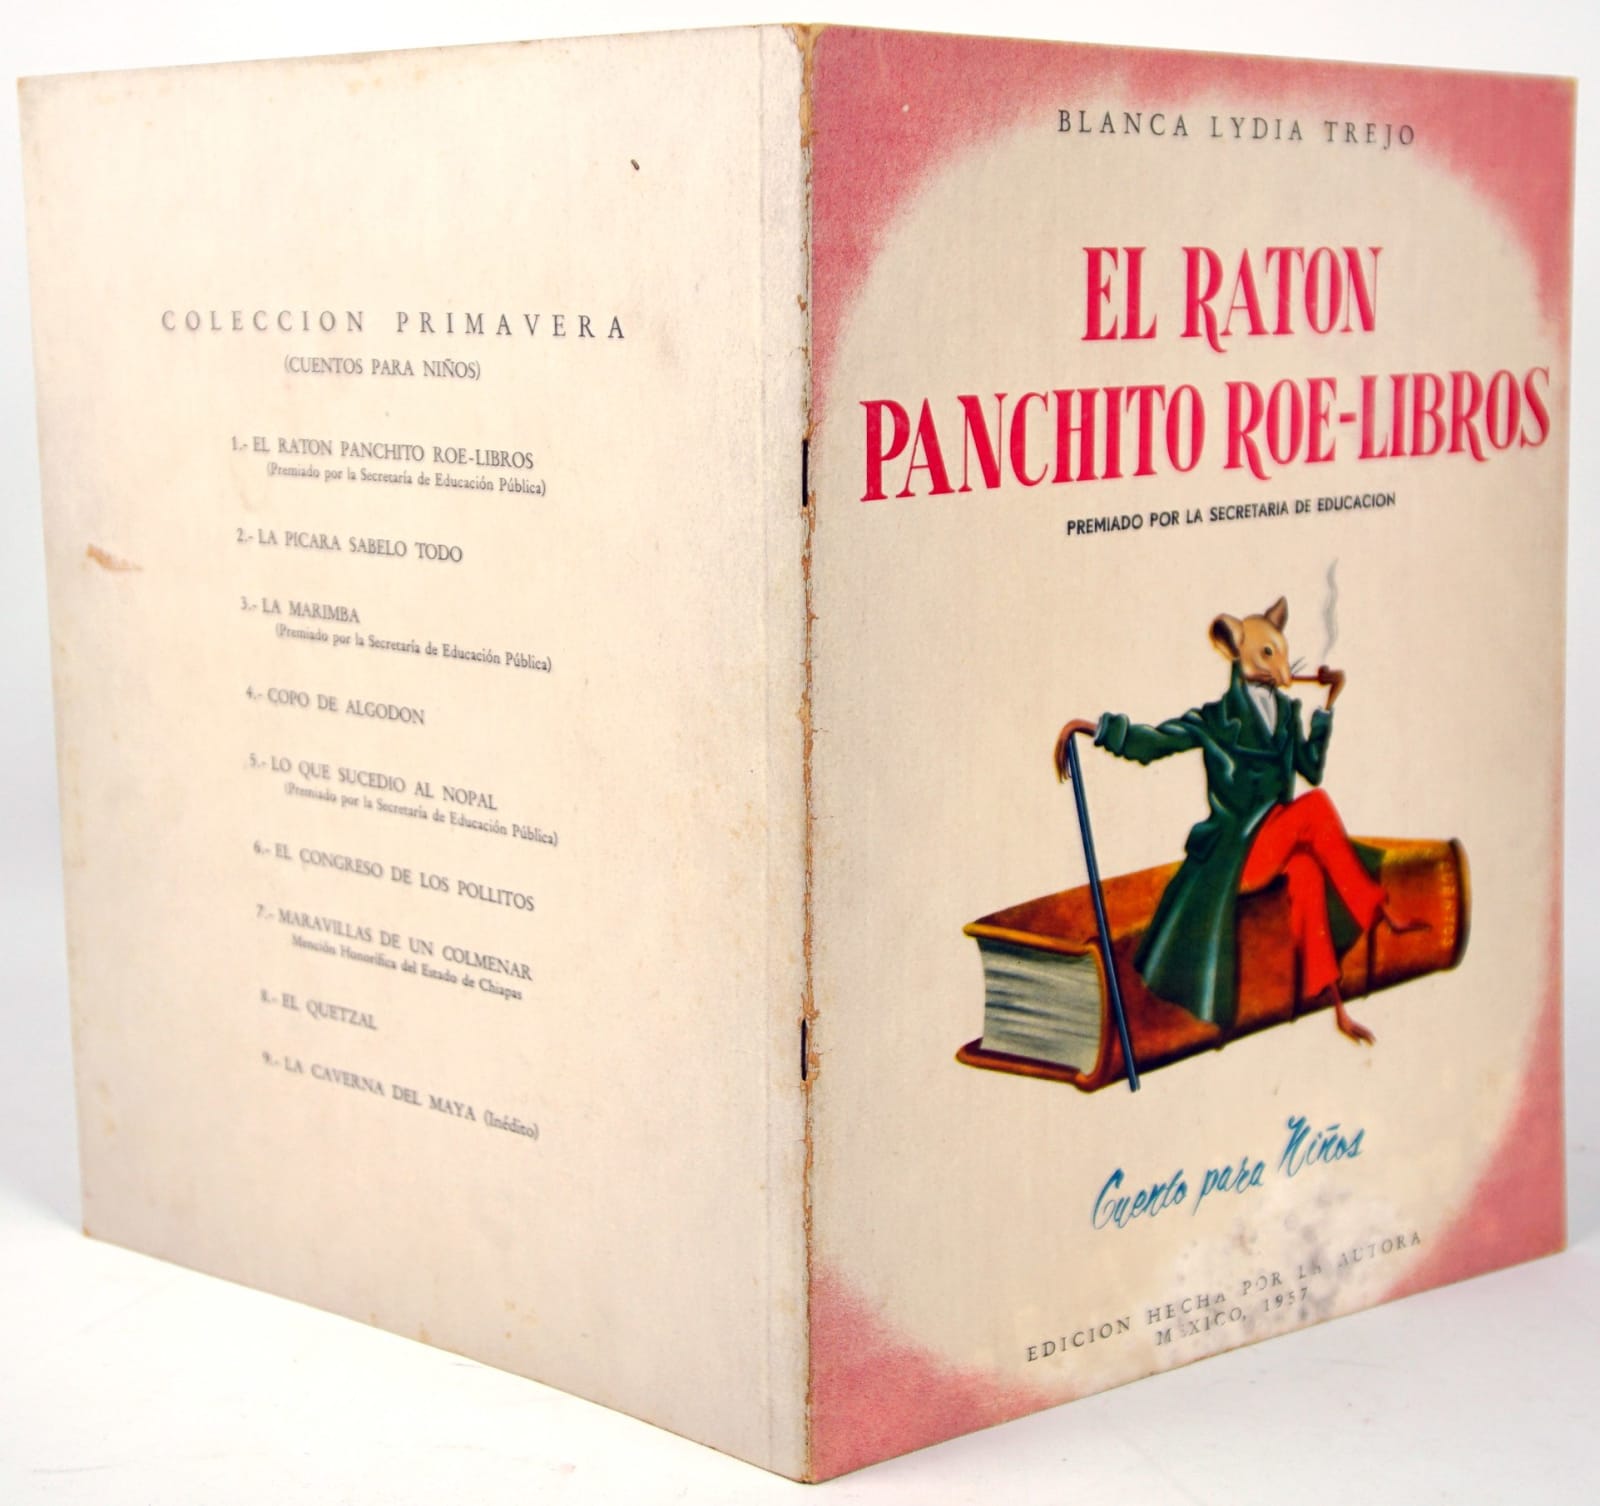 COLECCION PRIMAVERA
(CUENTOS PARA NIÑOS)
1.- EL RATON PANCHITO ROE-LIBROS
(Premiado por la Secretaría de Educación Pública)
2.- LA PICARA SABELO TODO
3.- LA MARIMBA
(Premiado por la Secretaría de Educación Pública)
4.- COPO DE ALGODON
5.- LO QUE SUCEDIO AL NOPAL
(Premiado por la Secretaría de Educación Pública)
6.- EL CONGRESO DE LOS POLLITOS
7.- MARAVILLAS DE UN COLMENAR
Mención Honorífica del Estado de Chiapas
8.- EL QUETZAL
9.- LA CAVERNA DEL MAYA (Inédito)
BLANCA LYDIA TREJO
EL RATON
PANCHITO ROE-LIBROS
PREMIADO POR LA SECRETARIA DE EDUCACION
Cuento para Niños
EDICION HECHA POR LA AUTORA
MEXICO, 1957